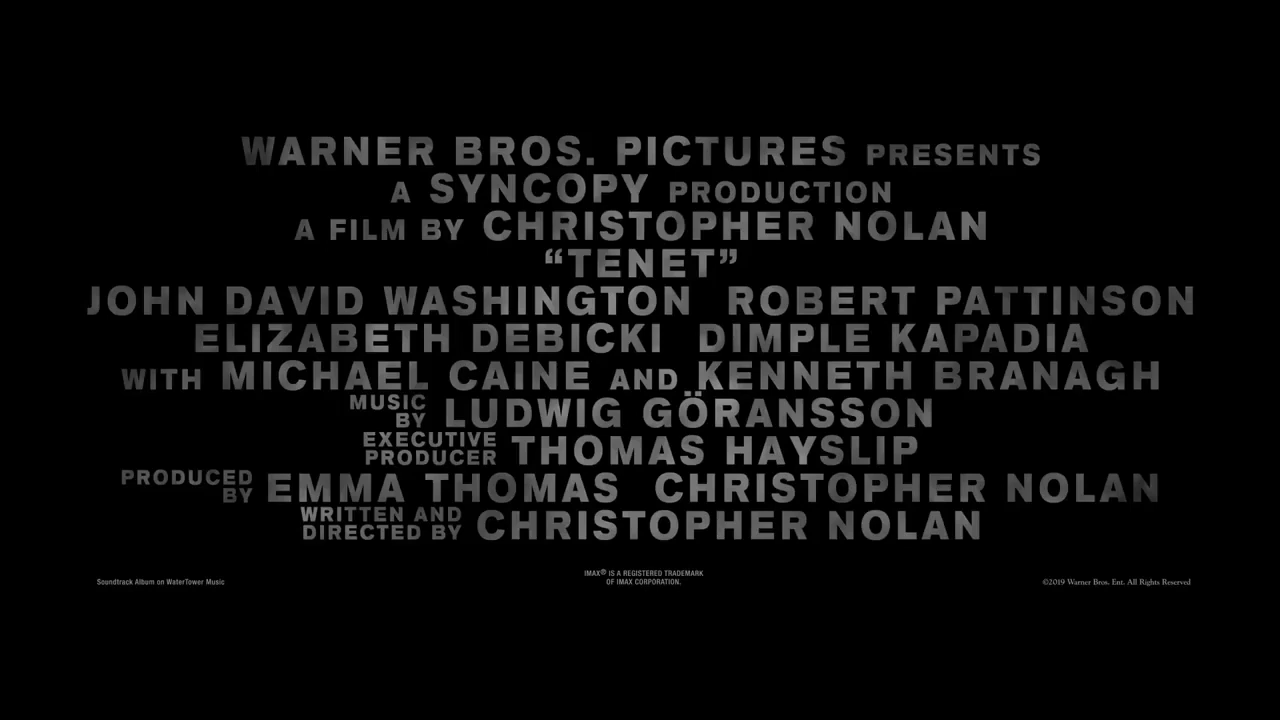 WARNER BROS. PICTURES PRESENTS
A SYNCOPY PRODUCTION
A FILM BY CHRISTOPHER NOLAN
“TENET”
JOHN DAVID WASHINGTON ROBERT PATTINSON
ELIZABETH DEBICKI DIMPLE KAPADIA
WITH MICHAEL CAINE AND KENNETH BRANAGH
MUSIC BY LUDWIG GÖRANSSON
EXECUTIVE PRODUCER THOMAS HAYSLIP
PRODUCED BY EMMA THOMAS CHRISTOPHER NOLAN
WRITTEN AND DIRECTED BY CHRISTOPHER NOLAN
Soundtrack Album on WaterTower Music
IMAX® IS A REGISTERED TRADEMARK
OF IMAX CORPORATION.
©2019 Warner Bros. Ent. All Rights Reserved